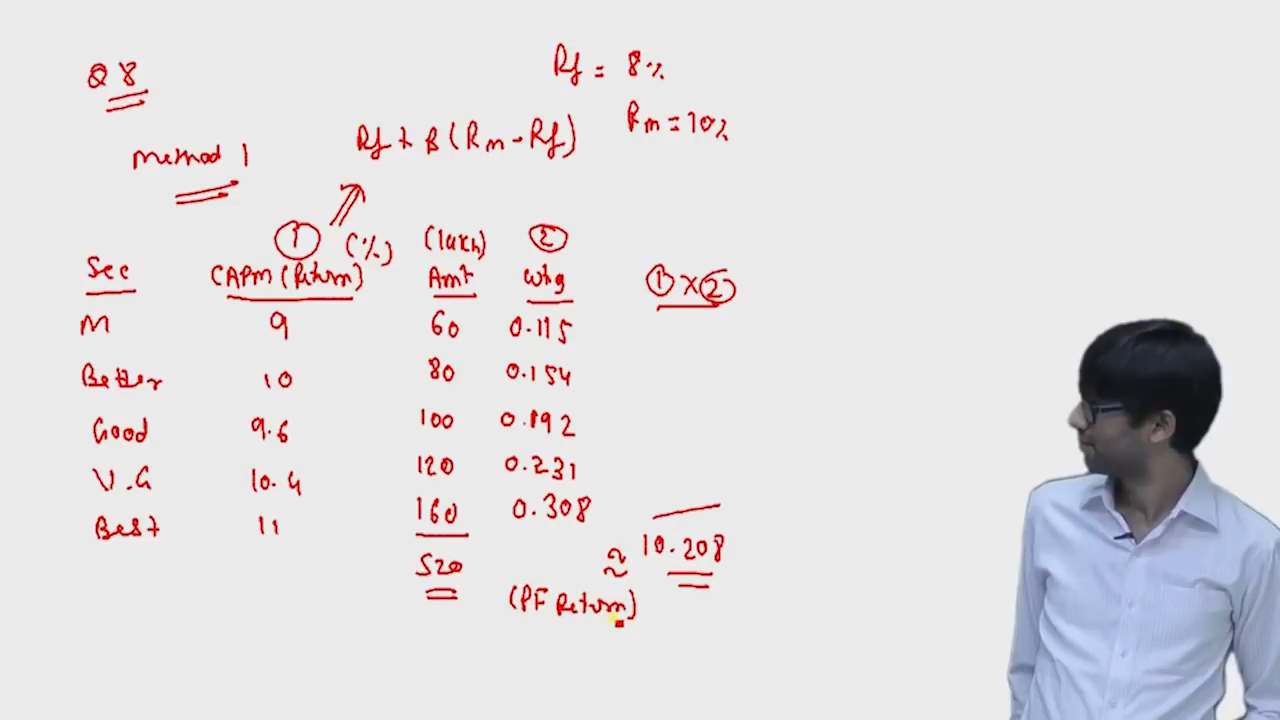 Q 8
Rf = 8%
Rm = 10%
Method 1
Rf + B (Rm - Rf)
1 (%) (lakh) 2
Sec CAPM (Return) Amt Wtg 1 x 2
M 9 60 0.115
Better 10 80 0.154
Good 9.6 100 0.192
V.G 10.4 120 0.231
Best 11 160 0.308
520 ≈ 10.208
(PF Return)